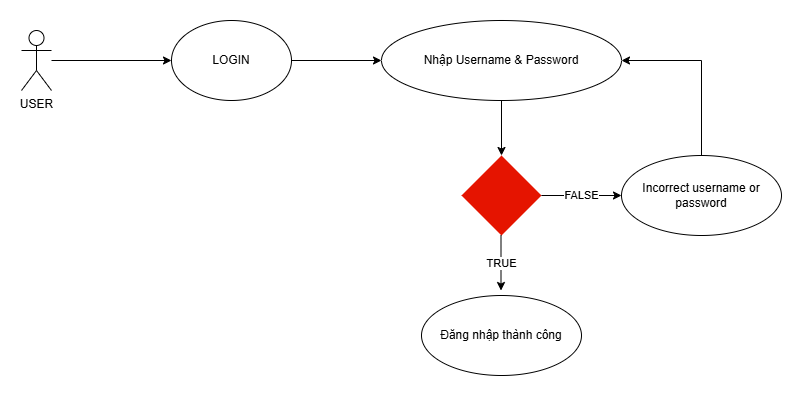 USER
LOGIN
Nhập Username & Password
FALSE
Incorrect username or
password
TRUE
Đăng nhập thành công